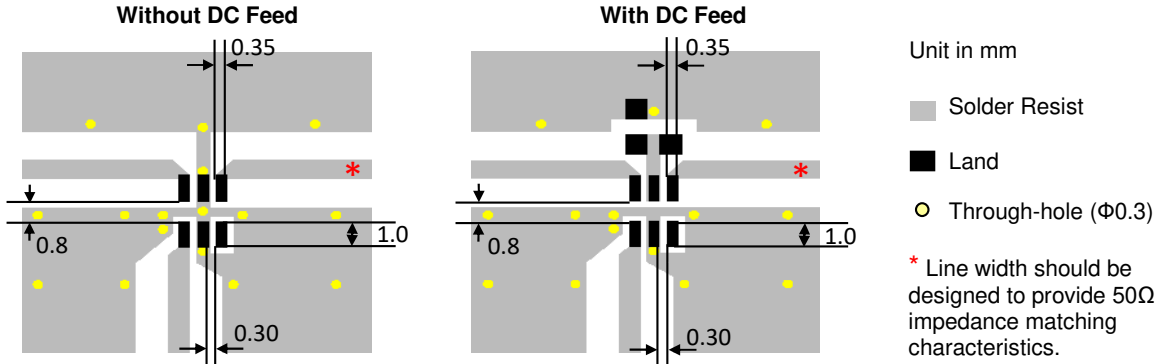 Without DC Feed
0.35
*
0.8
1.0
0.30
With DC Feed
0.35
*
0.8
1.0
0.30
Unit in mm
Solder Resist
Land
Through-hole (Φ0.3)
* Line width should be
designed to provide 50Ω
impedance matching
characteristics.